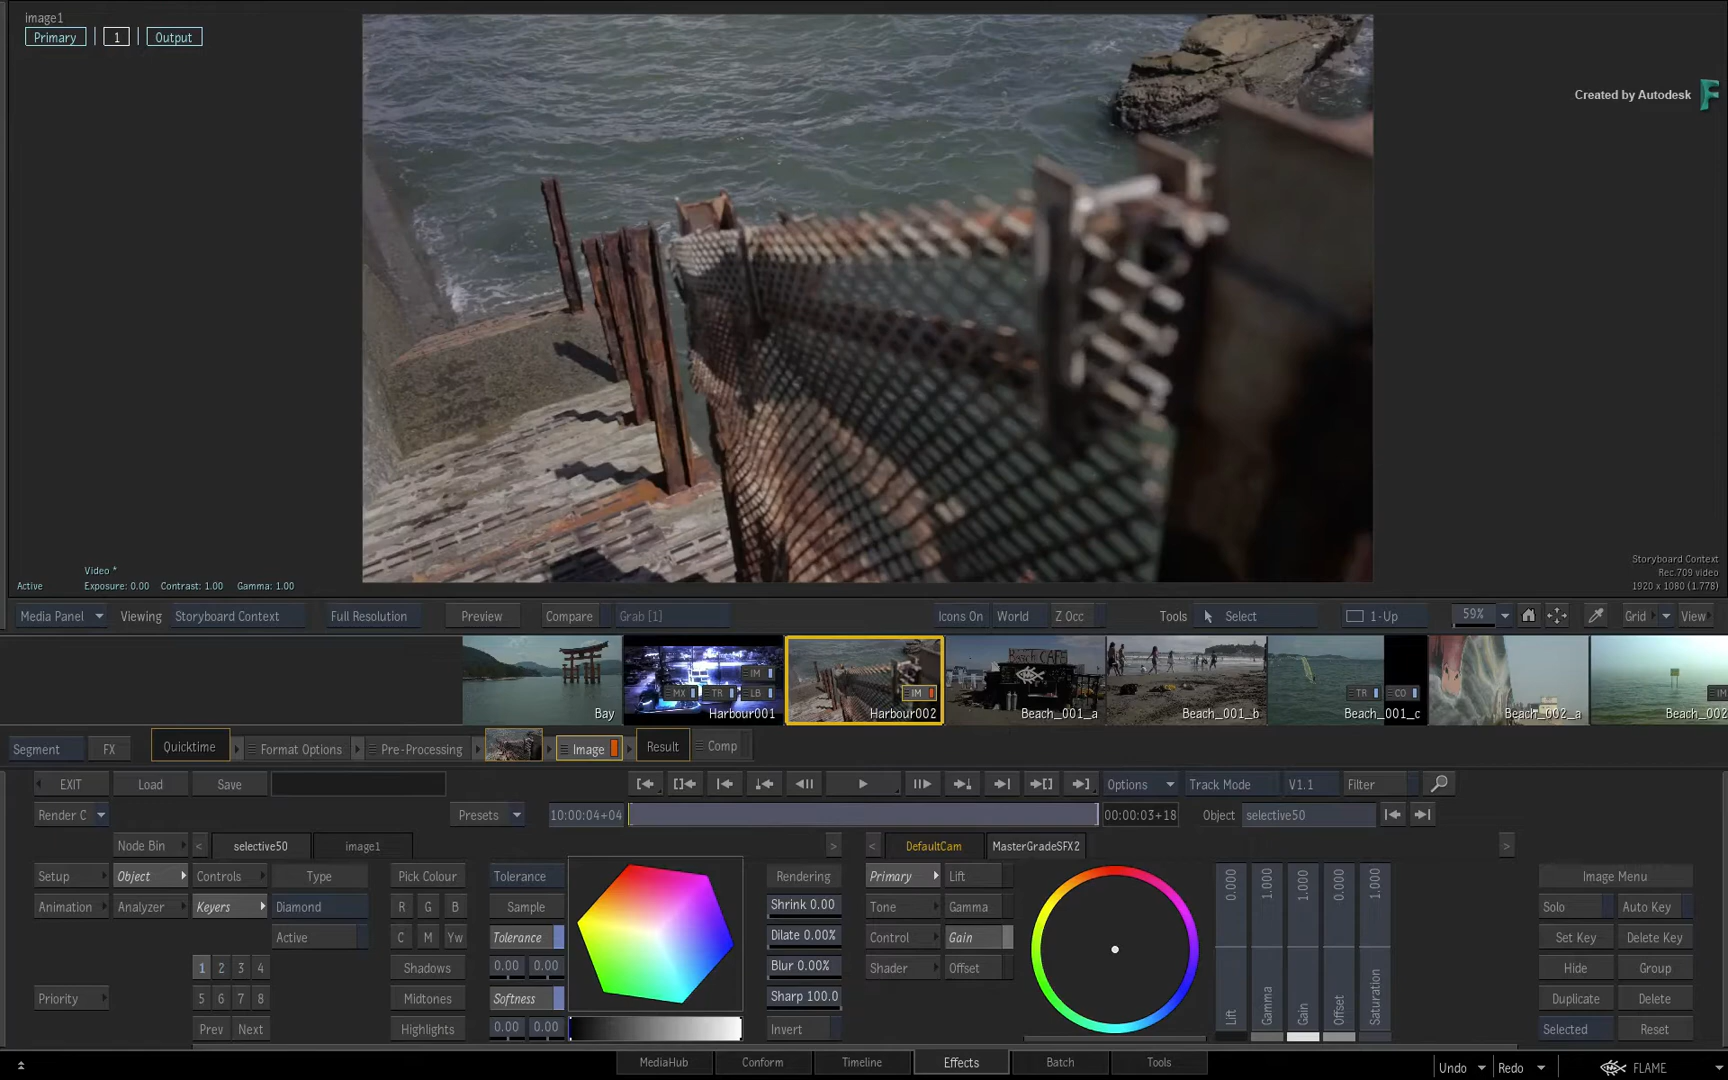 image1
Primary 1 Output
Created by Autodesk
Video *
Active Exposure: 0.00 Contrast: 1.00 Gamma: 1.00
Storyboard Context
Rec.709 video
1920 x 1080 (1.778)
Media Panel Viewing Storyboard Context Full Resolution Preview Compare Grab [1] Icons On World Z Occ Tools Select 1-Up 59% Grid View
BEACH CAFE
IM
MX TR LB IM TR CO IM
Bay Harbour001 Harbour002 Beach_001_a Beach_001_b Beach_001_c Beach_002_a Beach_002
Segment FX Quicktime Format Options Pre-Processing Image Result Comp
EXIT Load Save Options Track Mode V1.1 Filter
Render C Presets 10:00:04+04 00:00:03+18 Object selective50
Node Bin < selective50 image1 > < DefaultCam MasterGradeSFX2 >
Setup Object Controls Type Pick Colour Tolerance Rendering Primary Lift 0.000 1.000 1.000 0.000 1.000 Image Menu
Animation Analyzer Keyers Diamond R G B Sample Shrink 0.00 Tone Gamma Solo Auto Key
Active C M Yw Tolerance Dilate 0.00% Control Gain Set Key Delete Key
1 2 3 4 Shadows 0.00 0.00 Blur 0.00% Shader Offset Hide Group
Priority 5 6 7 8 Midtones Softness Sharp 100.0 Lift Gamma Gain Offset Saturation Duplicate Delete
Prev Next Highlights 0.00 0.00 Invert Selected Reset
MediaHub Conform Timeline Effects Batch Tools Undo Redo FLAME